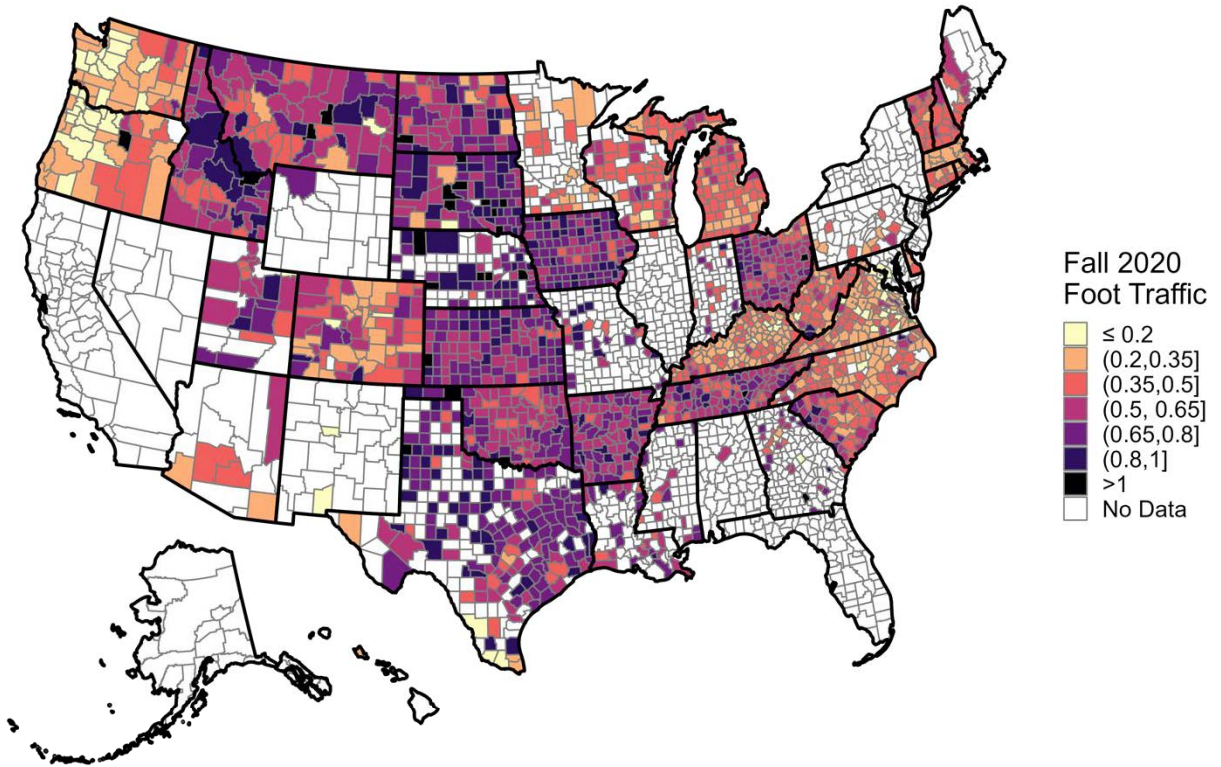 Fall 2020
Foot Traffic
≤ 0.2
(0.2,0.35]
(0.35,0.5]
(0.5, 0.65]
(0.65,0.8]
(0.8,1]
>1
No Data